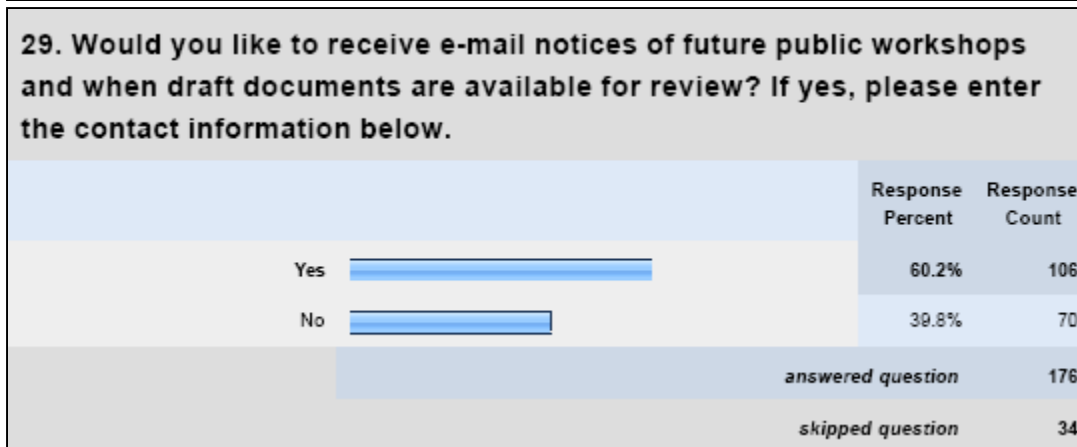 29. Would you like to receive e-mail notices of future public workshops
and when draft documents are available for review? If yes, please enter
the contact information below.
Response Percent Response Count
Yes 60.2% 106
No 39.8% 70
answered question 176
skipped question 34